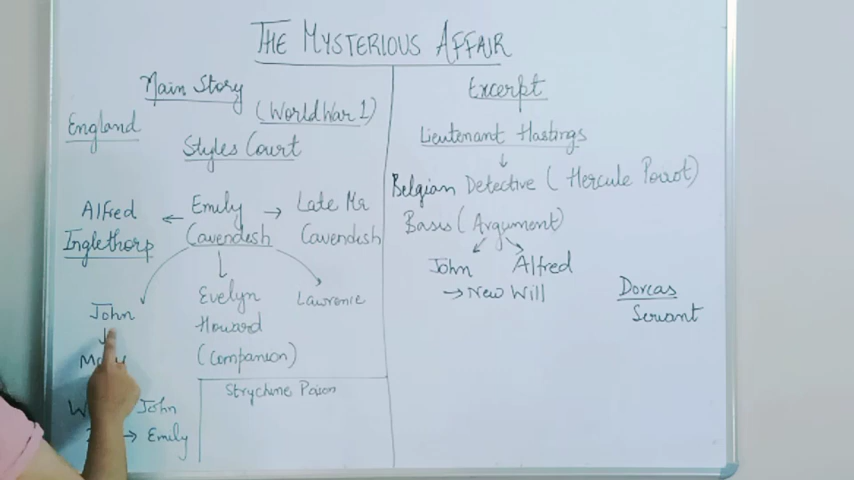 THE MYSTERIOUS AFFAIR
Main Story
(World War 1)
England
Styles Court
Alfred ← Emily → Late Mr
Inglethorp Cavendish Cavendish
John Evelyn Lawrence
Howard
(Companion)
John
→ Emily
Strychine Poison
Excerpt
Lieutenant Hastings
↓
Belgian Detective (Hercule Poirot)
Basis (Argument)
John Alfred
→ New Will
Dorcas
Servant